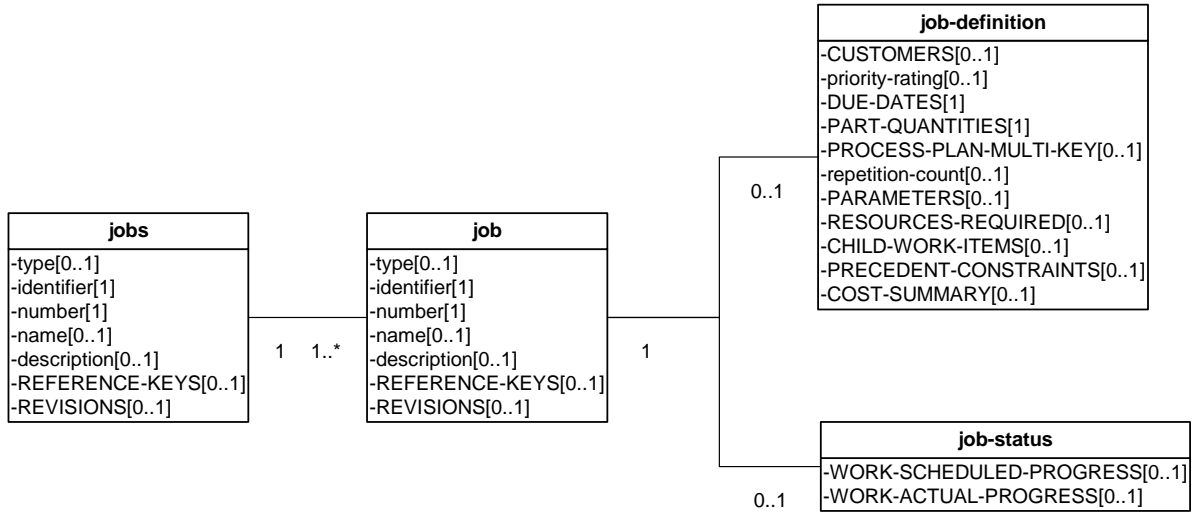 job-definition
-CUSTOMERS[0..1]
-priority-rating[0..1]
-DUE-DATES[1]
-PART-QUANTITIES[1]
-PROCESS-PLAN-MULTI-KEY[0..1]
-repetition-count[0..1]
-PARAMETERS[0..1]
-RESOURCES-REQUIRED[0..1]
-CHILD-WORK-ITEMS[0..1]
-PRECEDENT-CONSTRAINTS[0..1]
-COST-SUMMARY[0..1]
0..1
jobs
-type[0..1]
-identifier[1]
-number[1]
-name[0..1]
-description[0..1]
-REFERENCE-KEYS[0..1]
-REVISIONS[0..1]
1
1..*
job
-type[0..1]
-identifier[1]
-number[1]
-name[0..1]
-description[0..1]
-REFERENCE-KEYS[0..1]
-REVISIONS[0..1]
1
job-status
-WORK-SCHEDULED-PROGRESS[0..1]
-WORK-ACTUAL-PROGRESS[0..1]
0..1